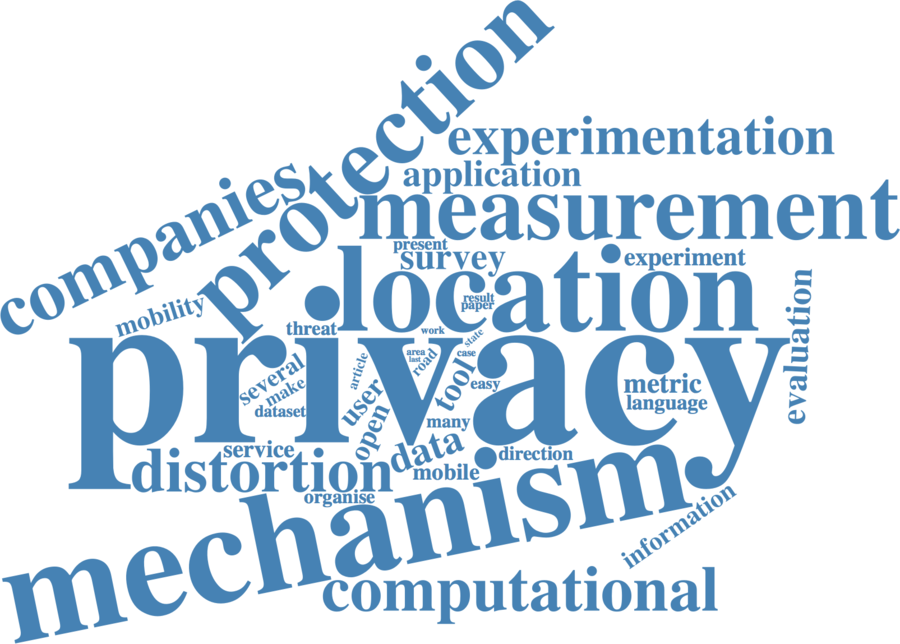 protection
experimentation
application
companies
measurement
present
survey
experiment
location
mobility
result
paper
threat
work
state
evaluation
privacy
area
last
road
case
article
several
make
dataset
user
open
tool
easy
metric
language
many
data
service
direction
distortion
mobile
organise
mechanism
information
computational